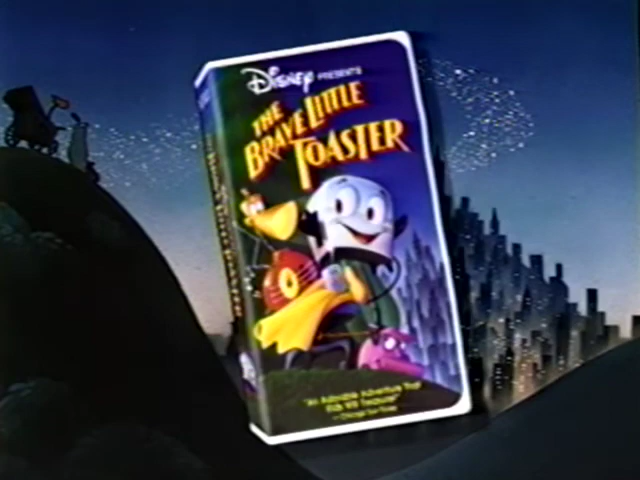 DISNEY PRESENTS
THE
BRAVE LITTLE
TOASTER
"An Adorable Adventure That
Kids Will Treasure!"